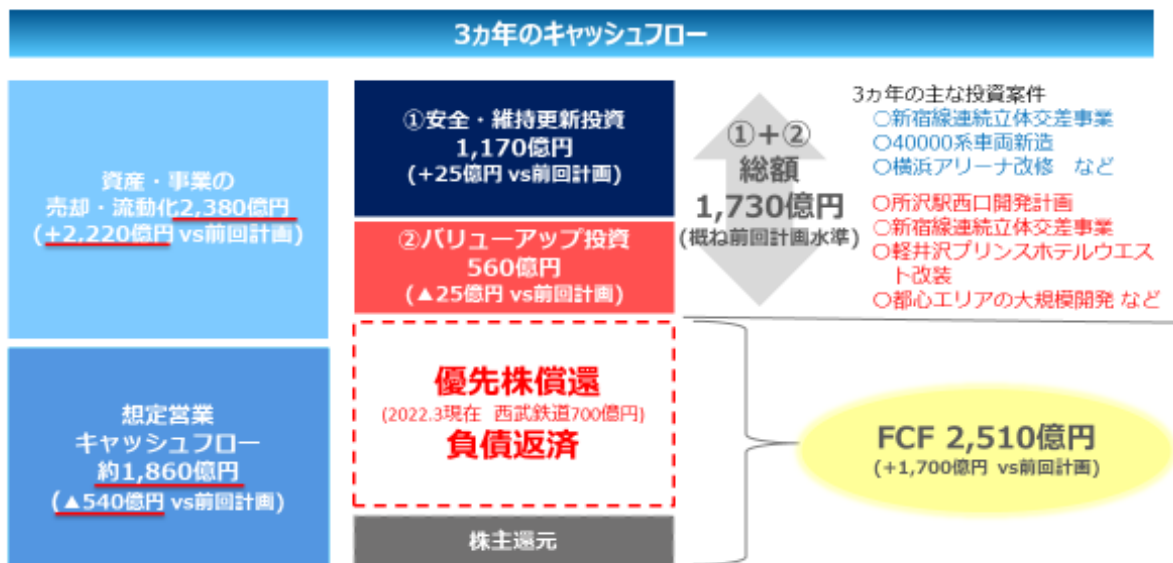 3ヵ年のキャッシュフロー
資産・事業の
売却・流動化2,380億円
(+2,220億円 vs前回計画)
想定営業
キャッシュフロー
約1,860億円
(▲540億円 vs前回計画)
①安全・維持更新投資
1,170億円
(+25億円 vs前回計画)
②バリューアップ投資
560億円
(▲25億円 vs前回計画)
優先株償還
(2022.3現在 西武鉄道700億円)
負債返済
株主還元
①+②
総額
1,730億円
(概ね前回計画水準)
3ヵ年の主な投資案件
○新宿線連続立体交差事業
○40000系車両新造
○横浜アリーナ改修 など
○所沢駅西口開発計画
○新宿線連続立体交差事業
○軽井沢プリンスホテルウエス
ト改装
○都心エリアの大規模開発 など
FCF 2,510億円
(+1,700億円 vs前回計画)